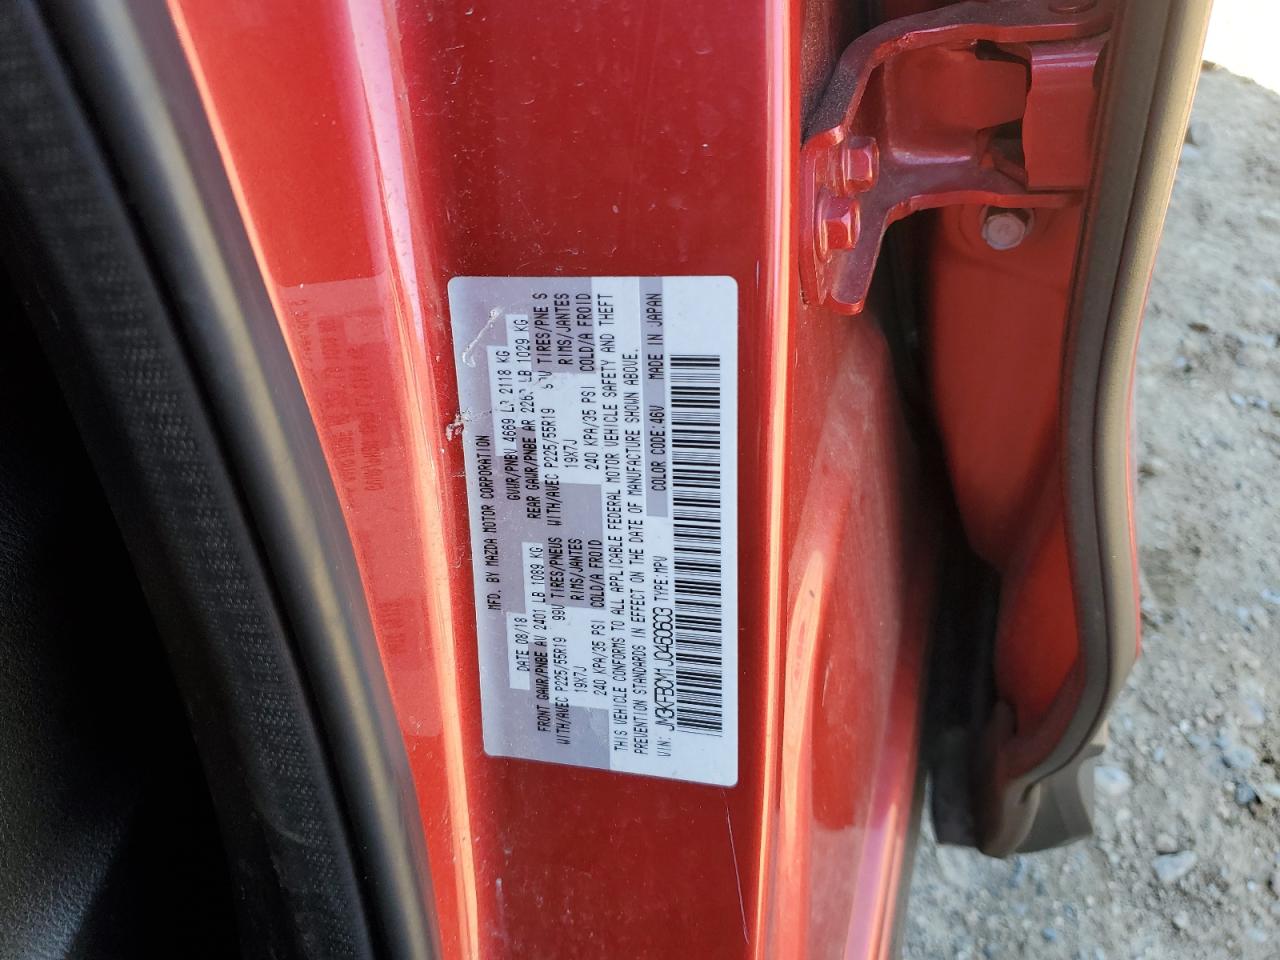 MFD. BY MAZDA MOTOR CORPORATION
DATE 08/18 GVWR/PNBV 4669 LB 2118 KG
FRONT GAWR/PNBE AV 2401 LB 1089 KG REAR GAWR/PNBE AR 2269 LB 1029 KG
WITH/AVEC P225/55R19 99V TIRES/PNEUS WITH/AVEC P225/55R19 99V TIRES/PNE S
19X7J RIMS/JANTES 19X7J RIMS/JANTES
240 KPA/35 PSI COLD/A FROID 240 KPA/35 PSI COLD/A FROID
THIS VEHICLE CONFORMS TO ALL APPLICABLE FEDERAL MOTOR VEHICLE SAFETY AND THEFT
PREVENTION STANDARDS IN EFFECT ON THE DATE OF MANUFACTURE SHOWN ABOVE.
VIN: JM3KFBCM1J0460603 TYPE:MPV COLOR CODE:46V MADE IN JAPAN